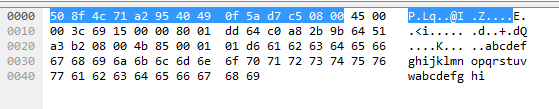 0000 50 8f 4c 71 a2 95 40 49 0f 5a d7 c5 08 00 45 00 P.Lq..@I .Z....E.
0010 00 3c 69 15 00 00 80 01 dd 64 c0 a8 2b 9b 64 51 .<i..... .d..+.dQ
0020 a3 b2 08 00 4b 85 00 01 01 d6 61 62 63 64 65 66 ....K... ..abcdef
0030 67 68 69 6a 6b 6c 6d 6e 6f 70 71 72 73 74 75 76 ghijklmn opqrstuv
0040 77 61 62 63 64 65 66 67 68 69 wabcdefg hi